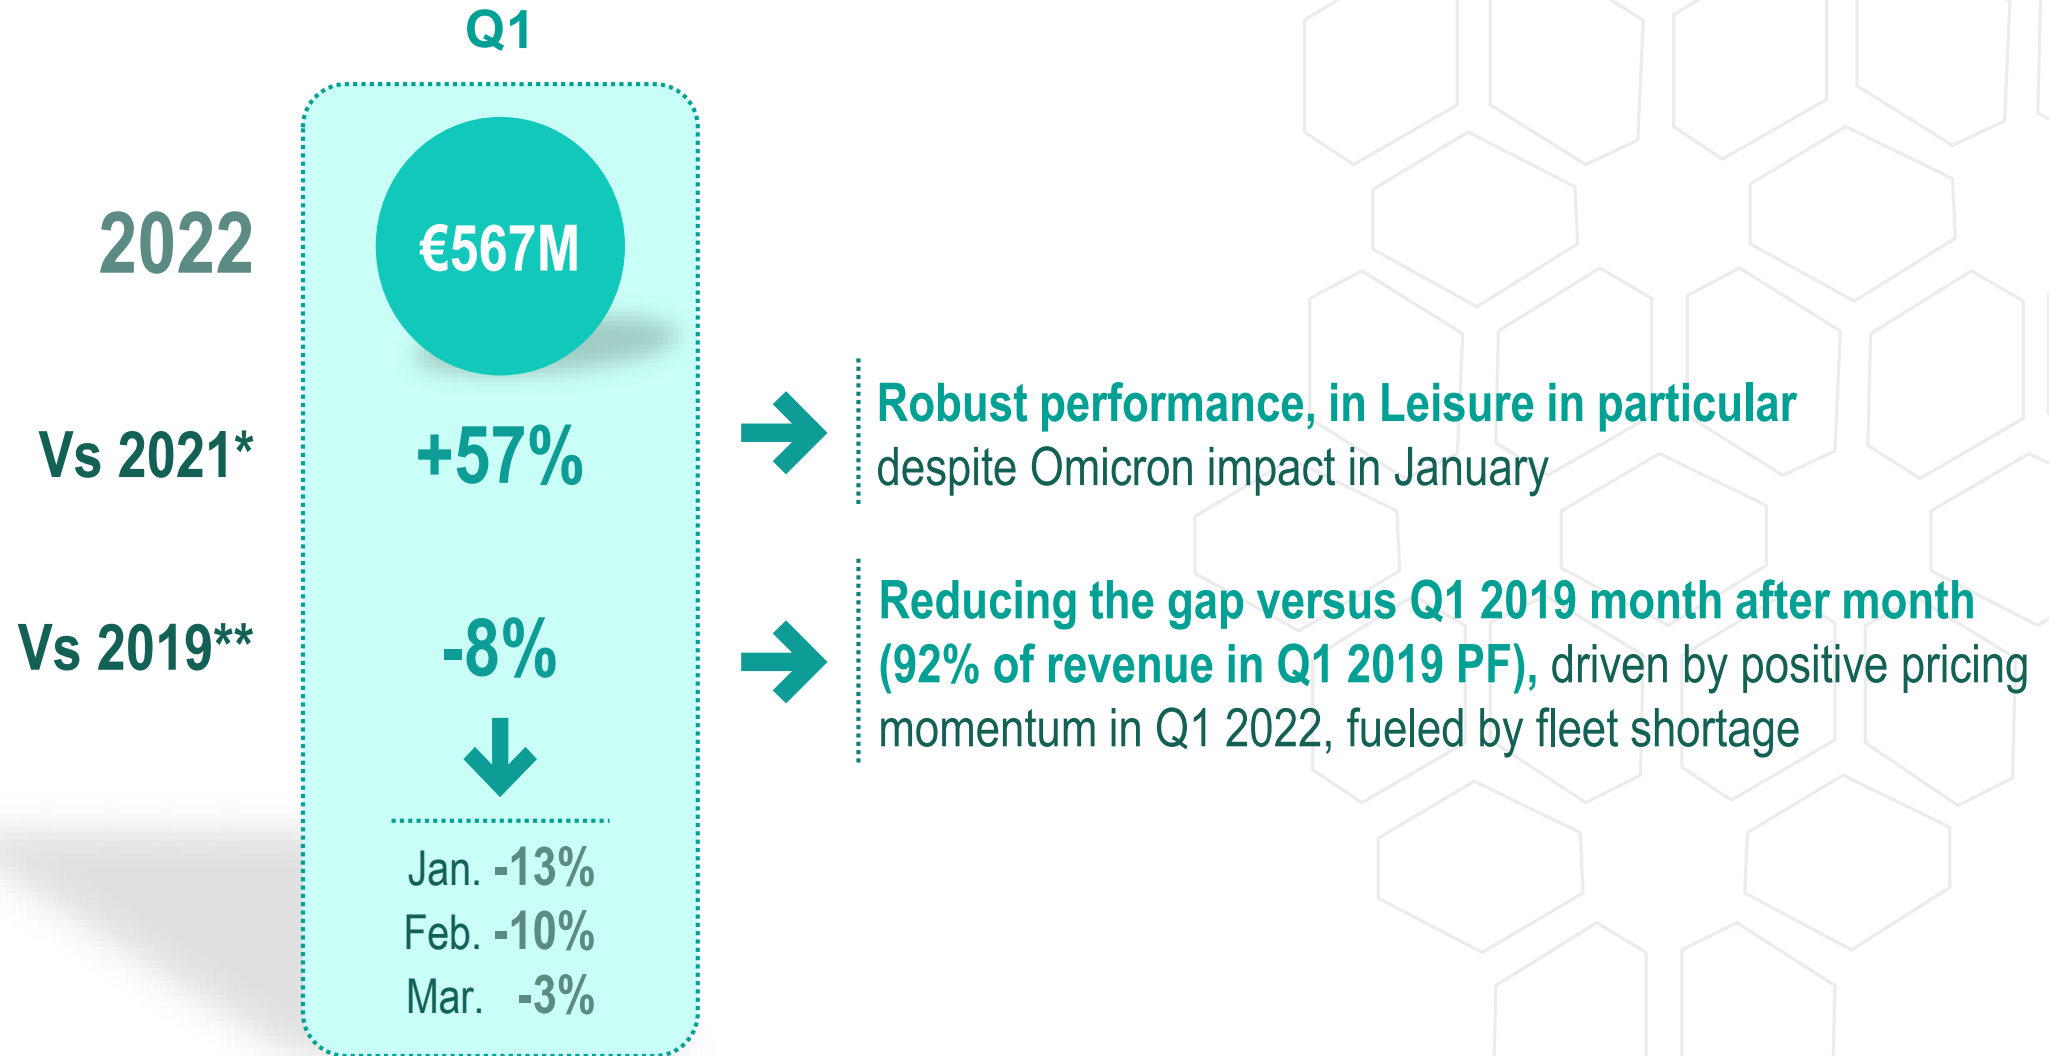 Q1
2022
€567M
Vs 2021*
+57%
Robust performance, in Leisure in particular
despite Omicron impact in January
Vs 2019**
-8%
Reducing the gap versus Q1 2019 month after month
(92% of revenue in Q1 2019 PF), driven by positive pricing
momentum in Q1 2022, fueled by fleet shortage
Jan. -13%
Feb. -10%
Mar. -3%